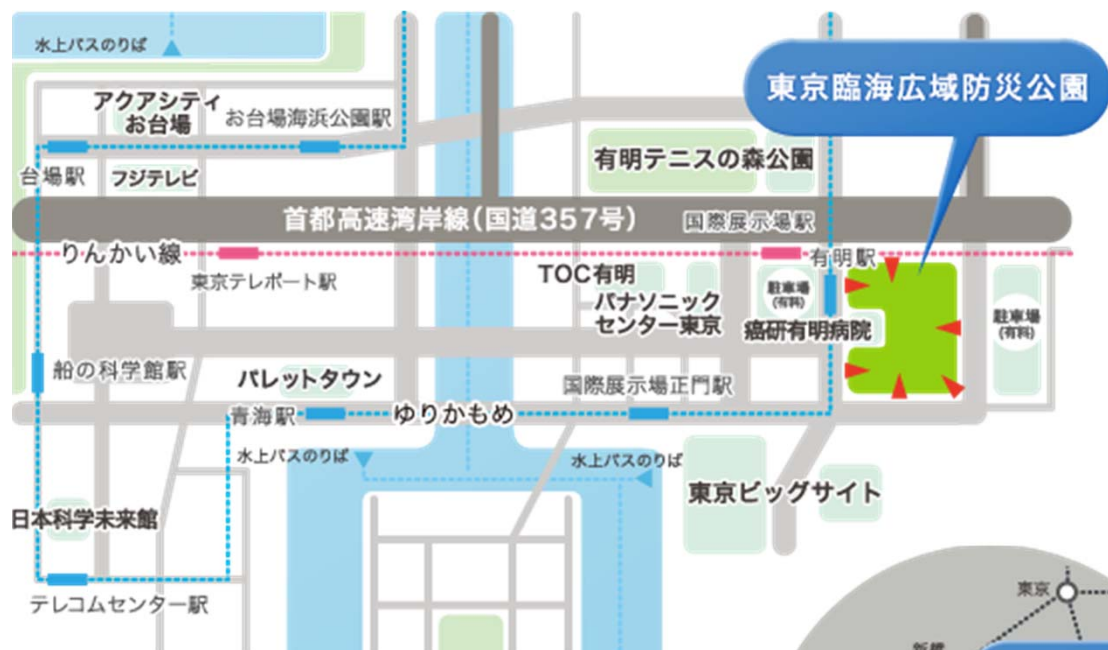 水上バスのりば
アクアシティ
お台場
お台場海浜公園駅
東京臨海広域防災公園
台場駅
フジテレビ
有明テニスの森公園
首都高速湾岸線(国道357号)
国際展示場駅
りんかい線
有明駅
東京テレポート駅
TOC有明
パナソニック
センター東京
駐車場
(有料)
癌研有明病院
駐車場
(有料)
船の科学館駅
パレットタウン
国際展示場正門駅
青海駅
ゆりかもめ
水上バスのりば
水上バスのりば
東京ビッグサイト
日本科学未来館
テレコムセンター駅
東京